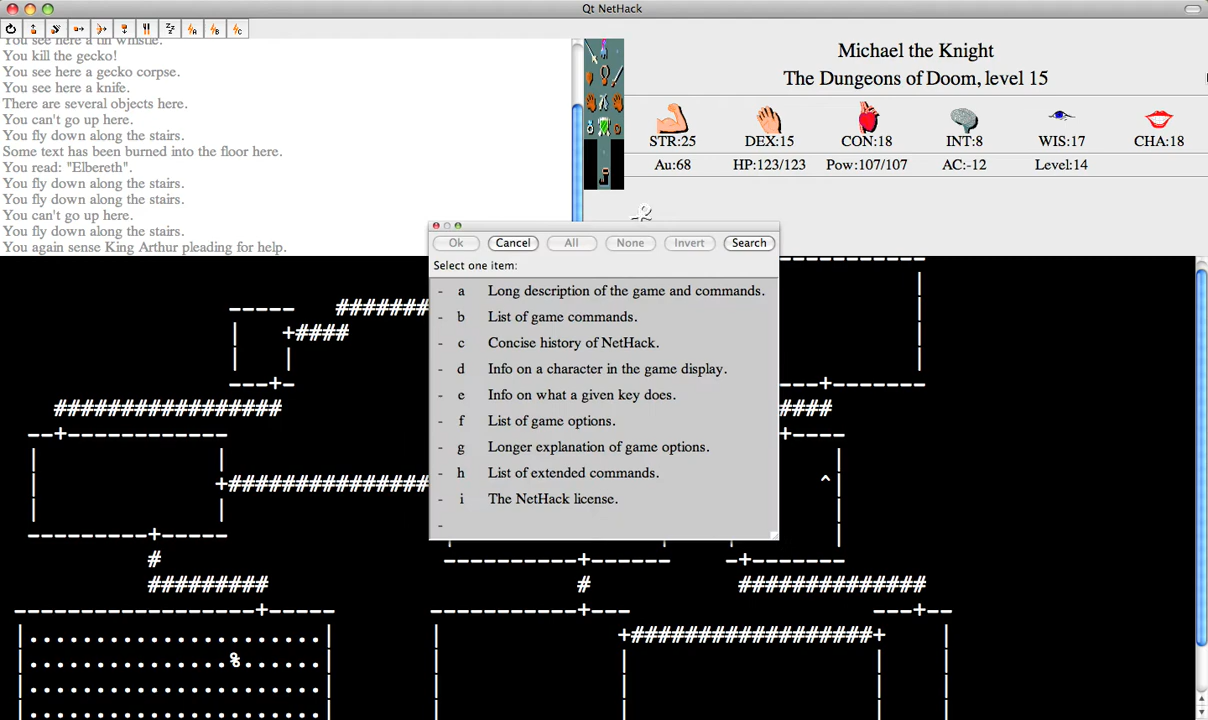 Qt NetHack
You see here a tin whistle.
You kill the gecko!
You see here a gecko corpse.
You see here a knife.
There are several objects here.
You can't go up here.
You fly down along the stairs.
Some text has been burned into the floor here.
You read: "Elbereth".
You fly down along the stairs.
You fly down along the stairs.
You can't go up here.
You fly down along the stairs.
You again sense King Arthur pleading for help.
Michael the Knight
The Dungeons of Doom, level 15
STR:25 DEX:15 CON:18 INT:8 WIS:17 CHA:18
Au:68 HP:123/123 Pow:107/107 AC:-12 Level:14
Ok Cancel All None Invert Search
Select one item:
- a Long description of the game and commands.
- b List of game commands.
- c Concise history of NetHack.
- d Info on a character in the game display.
- e Info on what a given key does.
- f List of game options.
- g Longer explanation of game options.
- h List of extended commands.
- i The NetHack license.
-